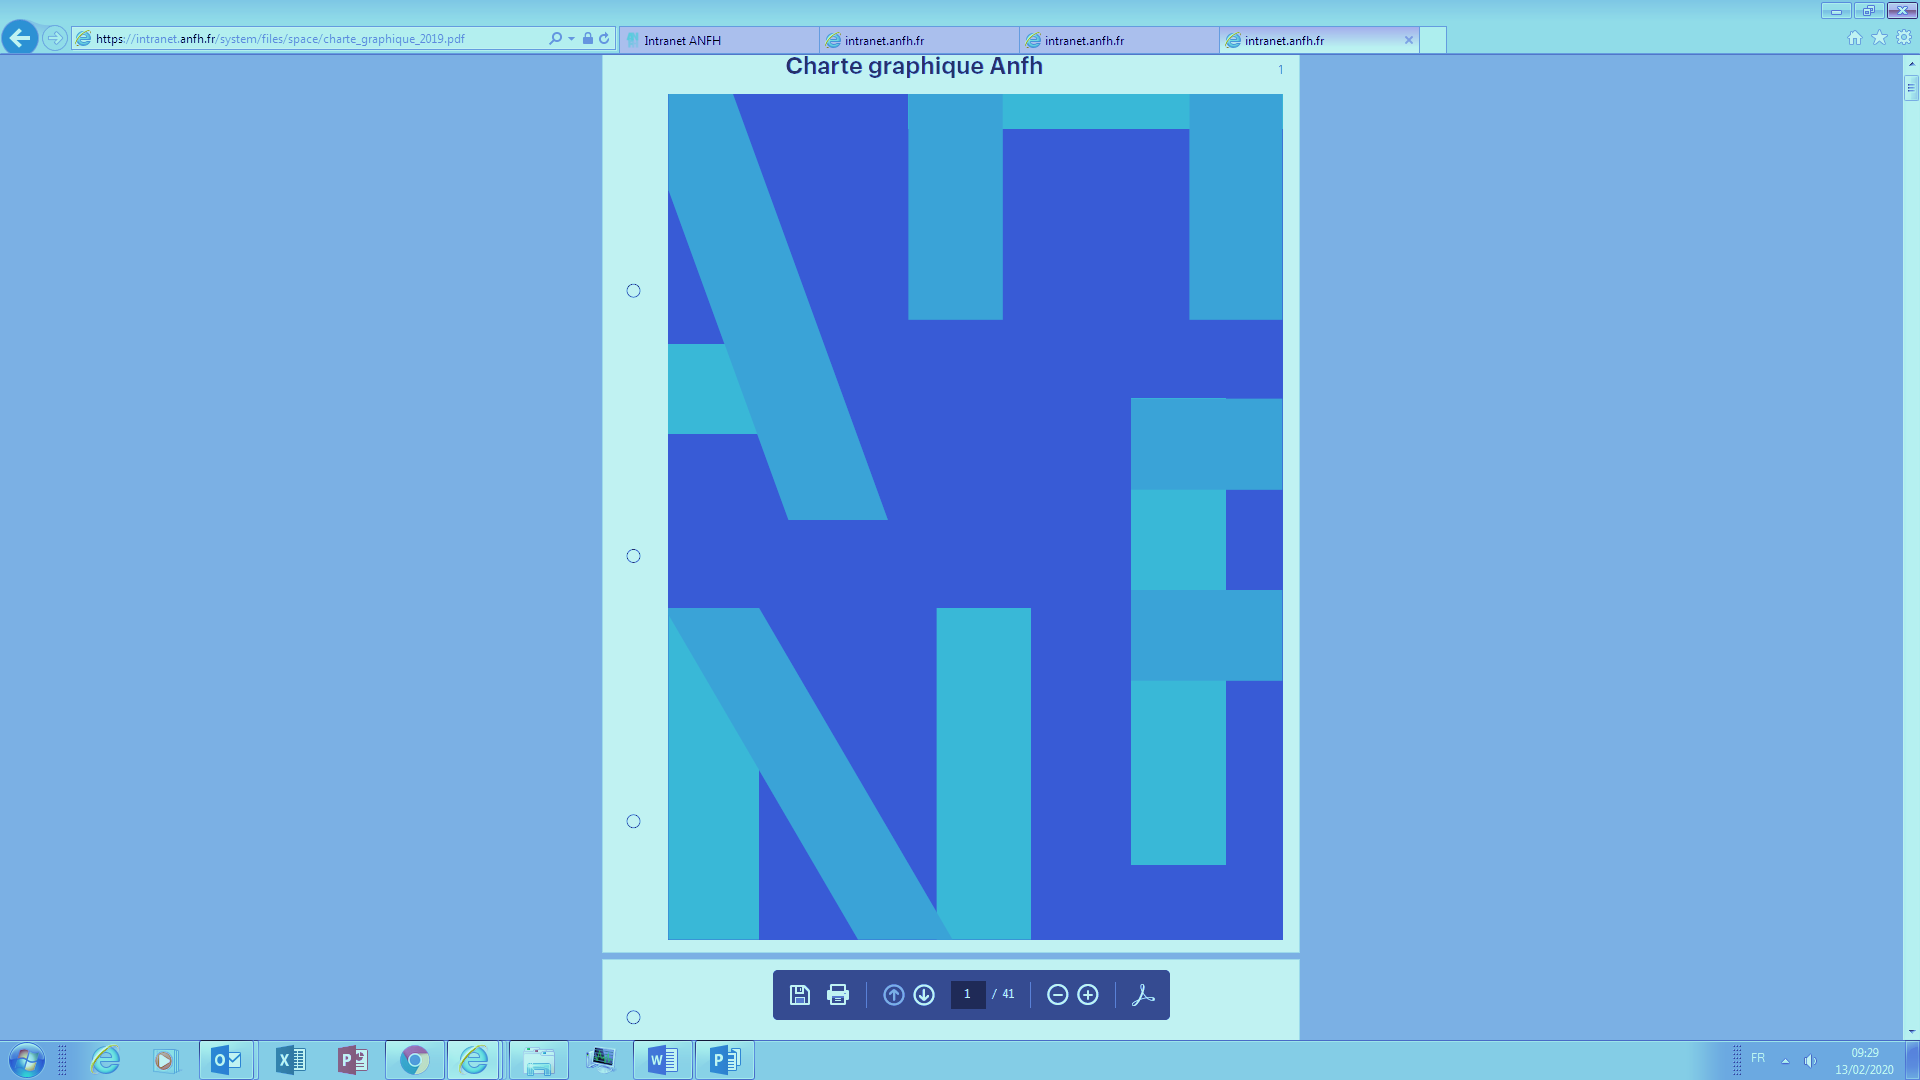 https://intranet.anfh.fr/system/files/space/charte_graphique_2019.pdf
Intranet ANFH
intranet.anfh.fr
intranet.anfh.fr
intranet.anfh.fr
Charte graphique Anfh
1
1 / 41
FR
09:29
13/02/2020